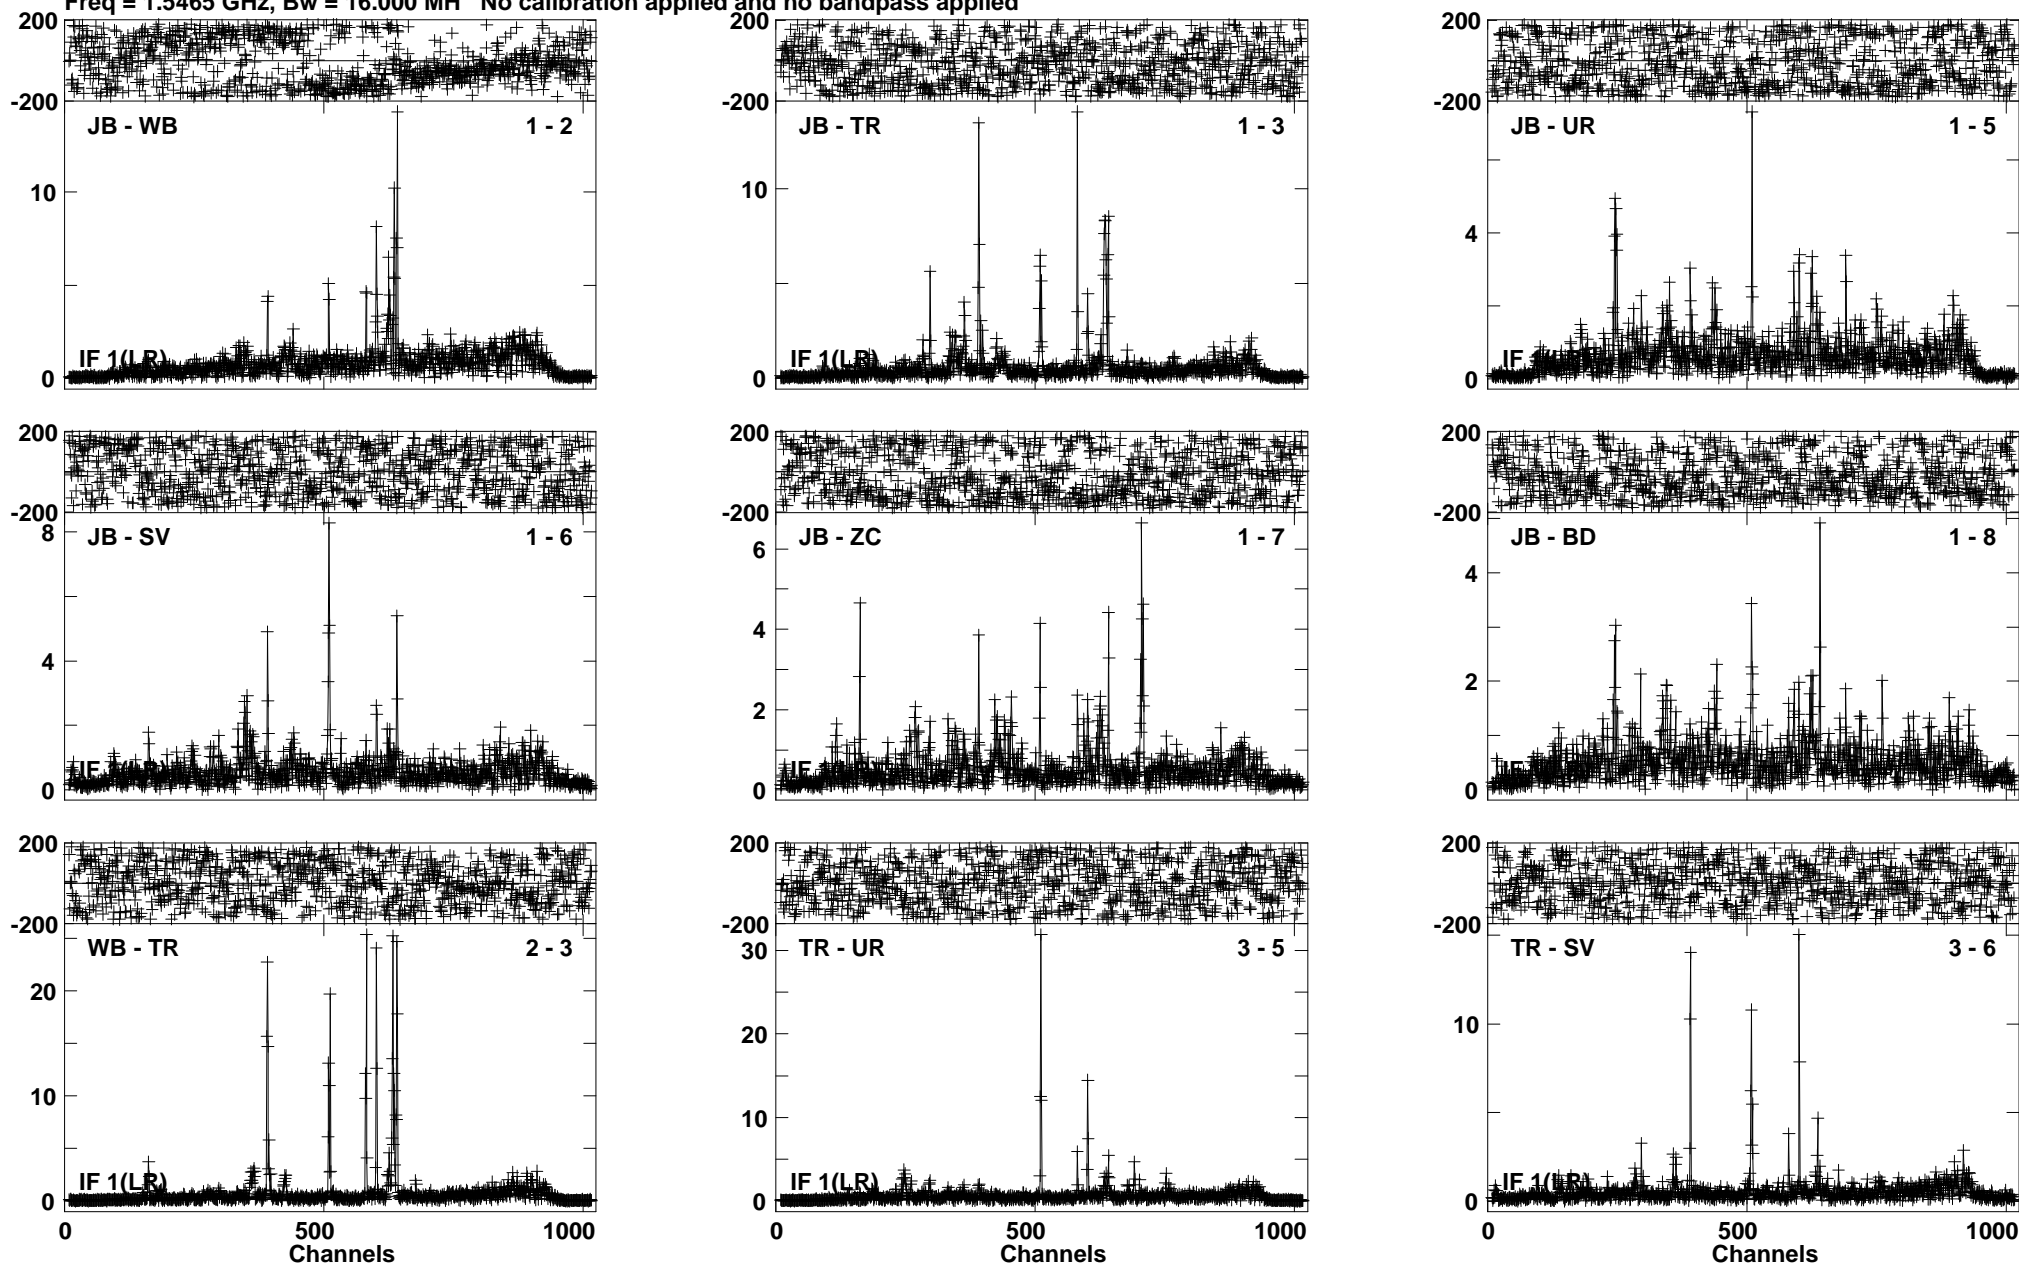 Freq = 1.5465 GHz, Bw = 16.000 MH No calibration applied and no bandpass applied
200 200 200
-200 -200 -200
JB - WB 1 - 2 JB - TR 1 - 3 JB - UR 1 - 5
10 10 4
IF 1(LR) IF 1(LR) IF
0 0 0
200 200 200
-200 -200 -200
8 JB - SV 1 - 6 JB - ZC 1 - 7 JB - BD 1 - 8
6
4 4 4
2 2
IF 1(LR) IF IF
0 0 0
200 200 200
-200 -200 -200
WB - TR 2 - 3 TR - UR 3 - 5 TR - SV 3 - 6
20 30 10
10 20
10
IF 1(LR) IF 1(LR) IF 1(LR)
0 0 0
0 500 1000 0 500 1000 0 500 1000
Channels Channels Channels